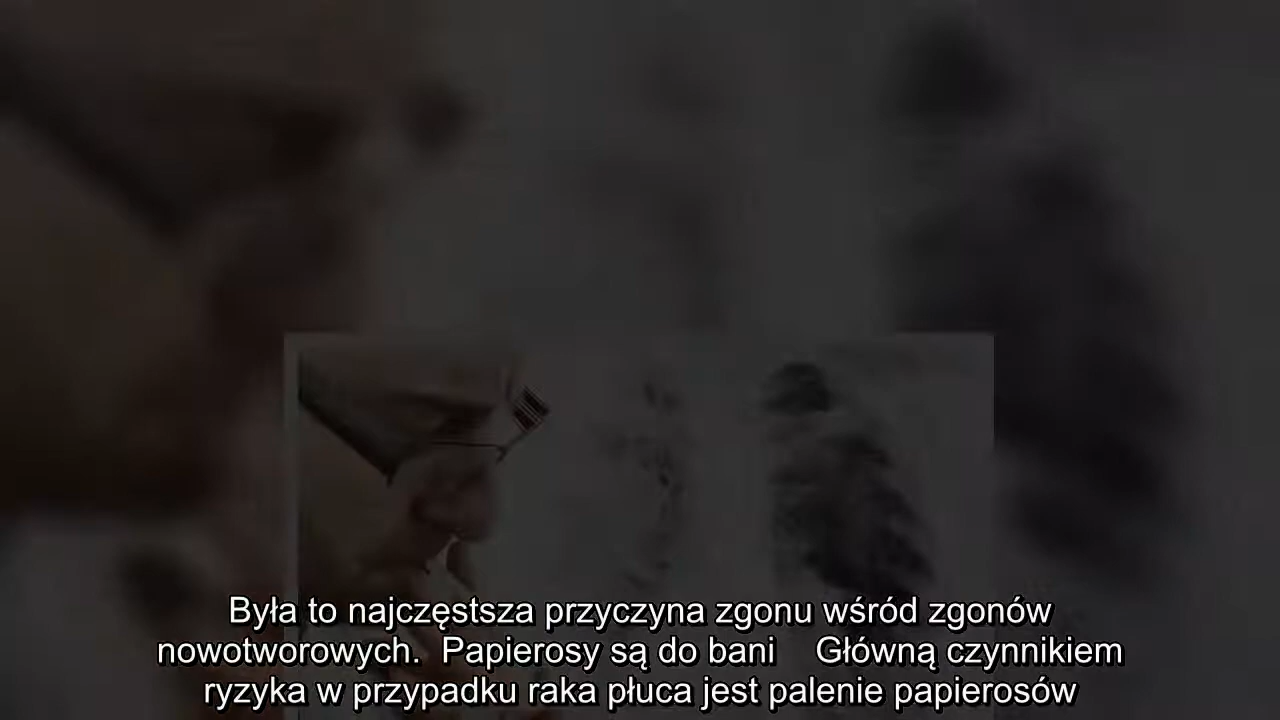 Była to najczęstsza przyczyna zgonu wśród zgonów
nowotworowych. Papierosy są do bani Główną czynnikiem
ryzyka w przypadku raka płuca jest palenie papierosów